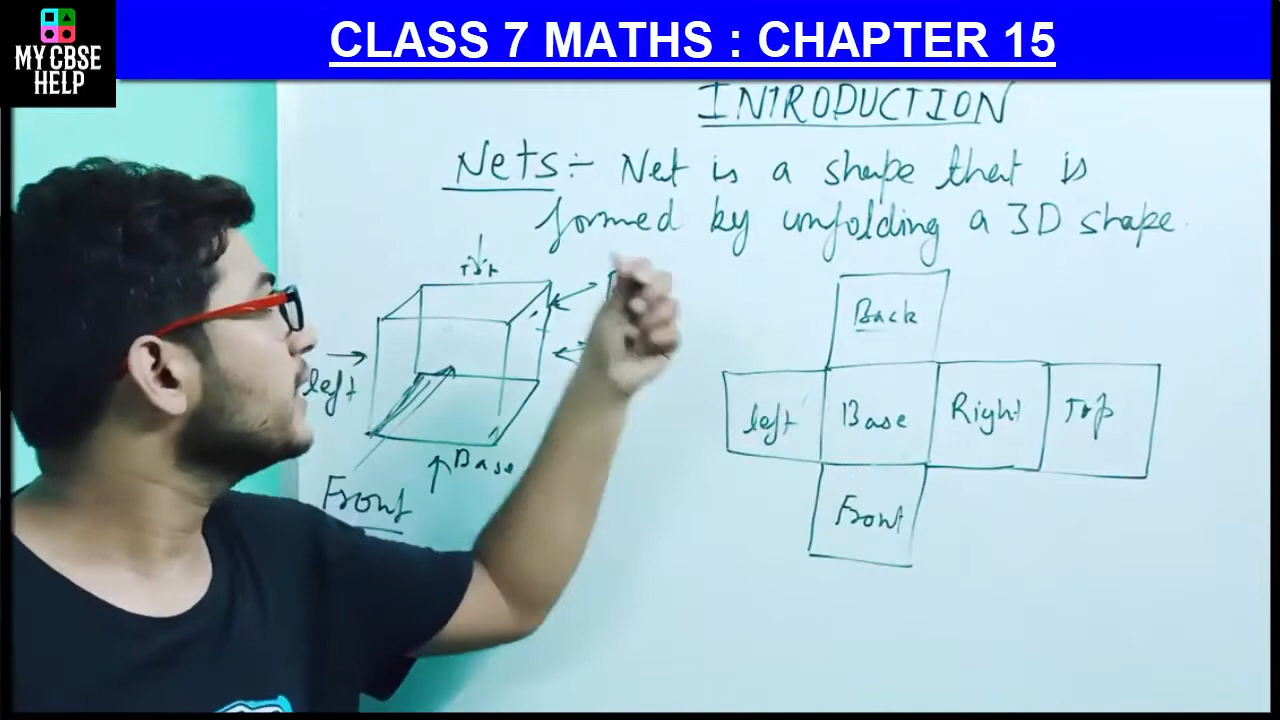 MY CBSE
HELP
CLASS 7 MATHS : CHAPTER 15
INTRODUCTION
Nets :- Net is a shape that is
formed by unfolding a 3D shape.
Top
left
Base
Front
Back
left Base Right Top
Front